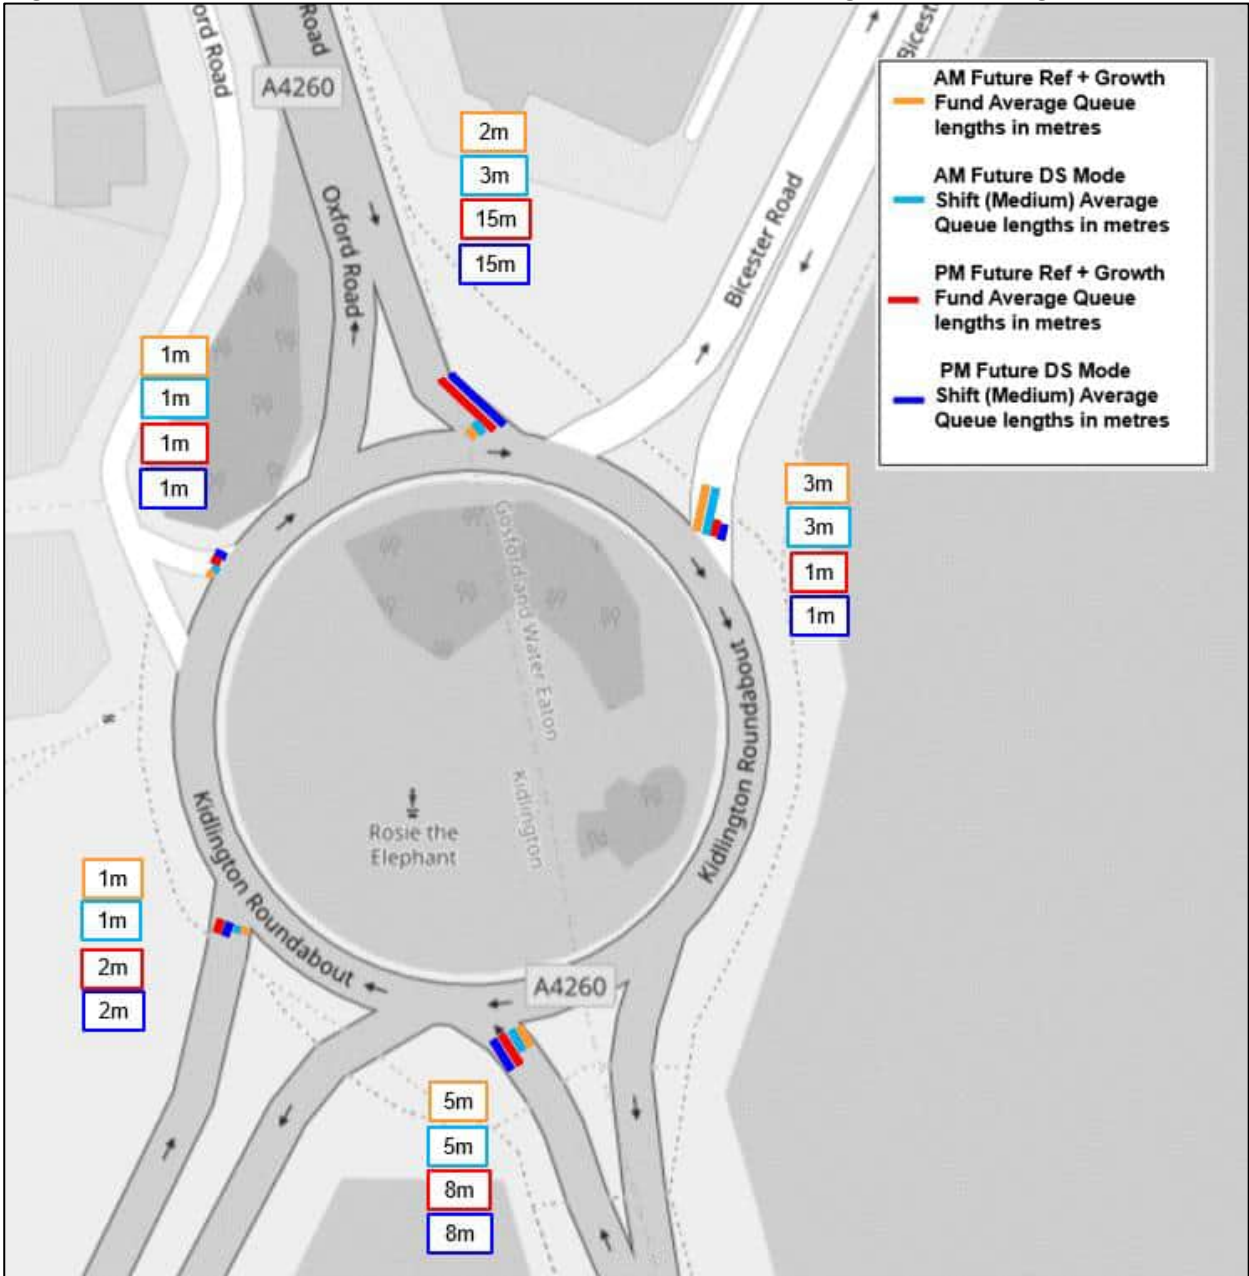 ord Road
Road
A4260
Bicest
Bicest
AM Future Ref + Growth
Fund Average Queue
lengths in metres
AM Future DS Mode
Shift (Medium) Average
Queue lengths in metres
PM Future Ref + Growth
Fund Average Queue
lengths in metres
PM Future DS Mode
Shift (Medium) Average
Queue lengths in metres
2m
3m
15m
15m
Oxford Road
Bicester Road
1m
1m
1m
1m
3m
3m
1m
1m
Gosford and Water Eaton
Kidlington
Kidlington Roundabout
Rosie the
Elephant
Kidlington Roundabout
1m
1m
2m
2m
A4260
5m
5m
8m
8m